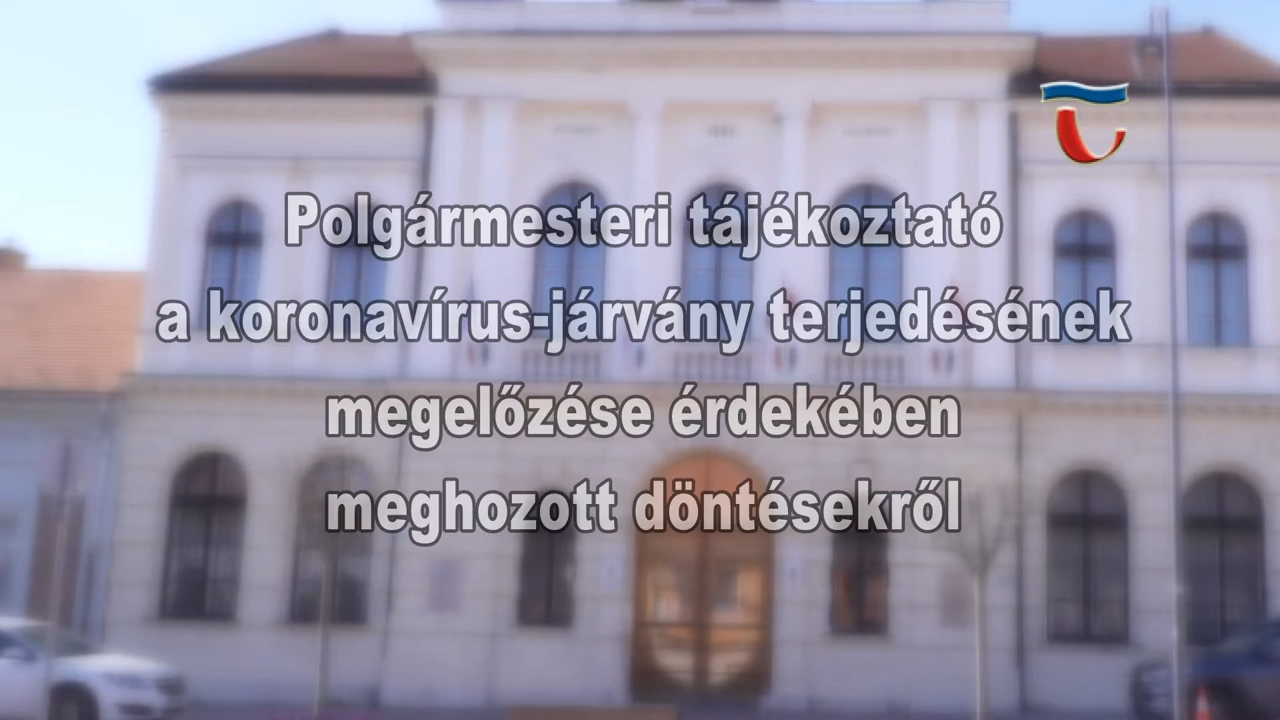 Polgármesteri tájékoztató
a koronavírus-járvány terjedésének
megelőzése érdekében
meghozott döntésekről